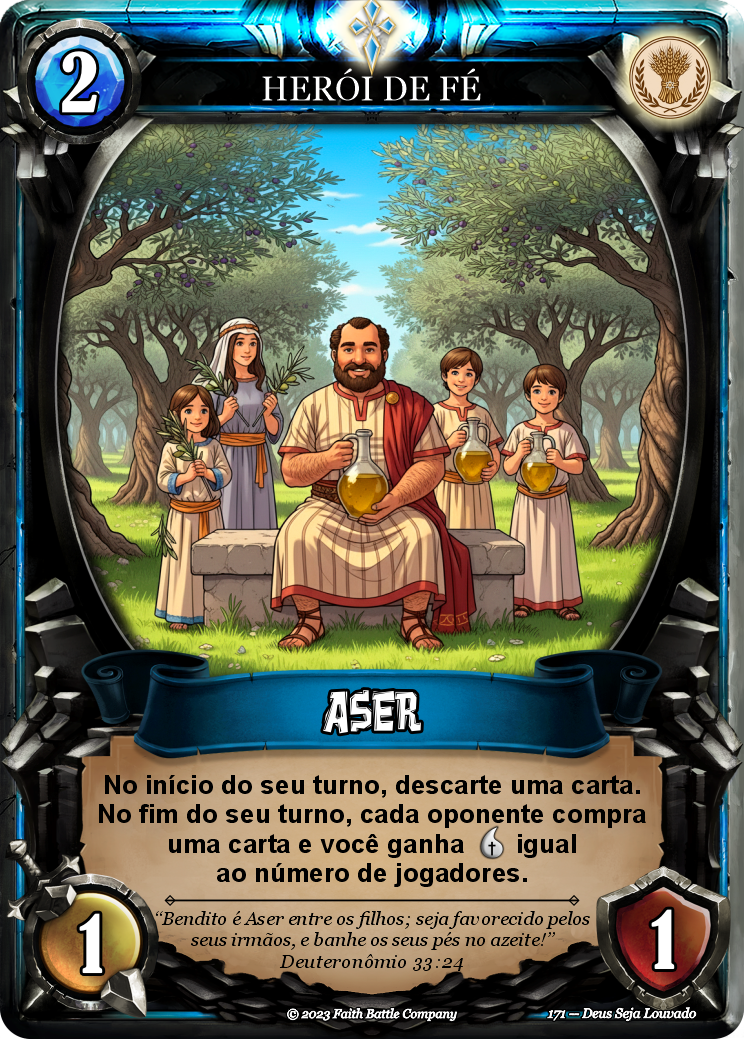 2
HERÓI DE FÉ
ASER
No início do seu turno, descarte uma carta.
No fim do seu turno, cada oponente compra
uma carta e você ganha igual
ao número de jogadores.
1
“Bendito é Aser entre os filhos; seja favorecido pelos
seus irmãos, e banhe os seus pés no azeite!”
Deuteronômio 33:24
1
© 2023 Faith Battle Company
171 – Deus Seja Louvado